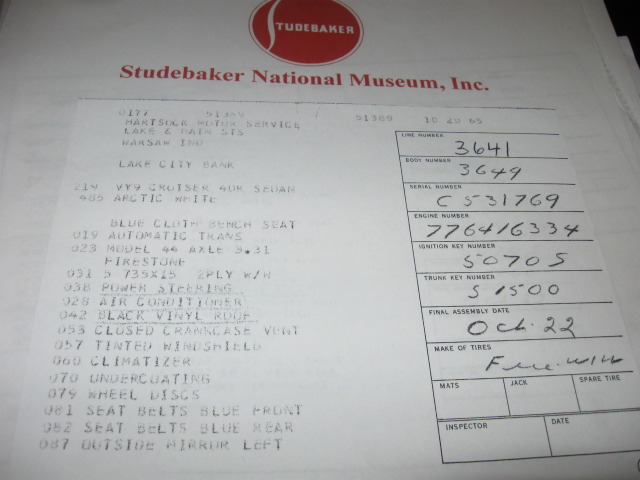 STUDEBAKER
Studebaker National Museum, Inc.
0177 51389 / 51389 10 20 65
HARTSOCK MOTOR SERVICE
LAKE & MAIN STS
WARSAW IND
LAKE CITY BANK
219 VY9 CRUISER 4DR SEDAN
485 ARCTIC WHITE
BLUE CLOTH BENCH SEAT
019 AUTOMATIC TRANS
023 MODEL 44 AXLE 3.31
FIRESTONE
031 5 735X15 2PLY W/W
038 POWER STEERING
028 AIR CONDITIONER
042 BLACK VINYL ROOF
053 CLOSED CRANKCASE VENT
057 TINTED WINDSHIELD
060 CLIMATIZER
070 UNDERCOATING
079 WHEEL DISCS
081 SEAT BELTS BLUE FRONT
082 SEAT BELTS BLUE REAR
087 OUTSIDE MIRROR LEFT
LINE NUMBER
3641
BODY NUMBER
3649
SERIAL NUMBER
C531769
ENGINE NUMBER
776416334
IGNITION KEY NUMBER
50705
TRUNK KEY NUMBER
S1500
FINAL ASSEMBLY DATE
Oct. 22
MAKE OF TIRES
MATS
JACK
SPARE TIRE
INSPECTOR
DATE